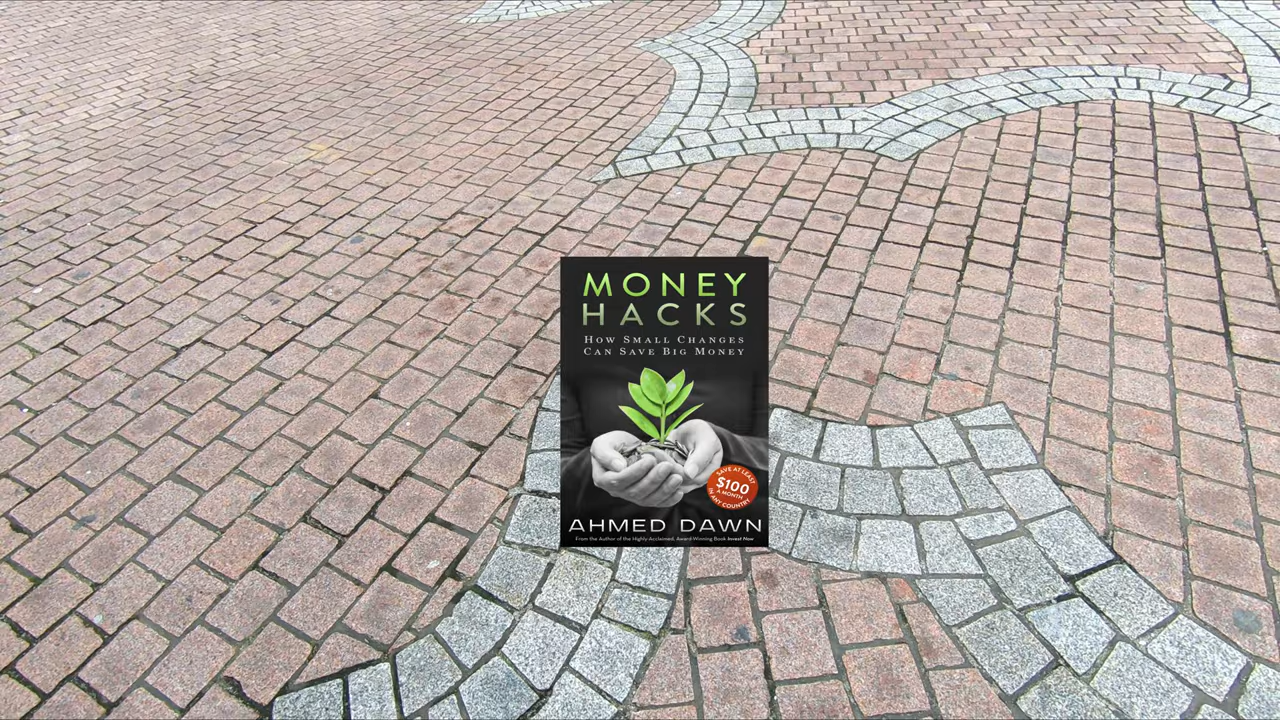 MONEY
HACKS
HOW SMALL CHANGES
CAN SAVE BIG MONEY
SAVE AT LEAST
$100
A MONTH
IN ANY COUNTRY
AHMED DAWN
From the Author of the Highly-Acclaimed, Award-Winning Book Invest Now